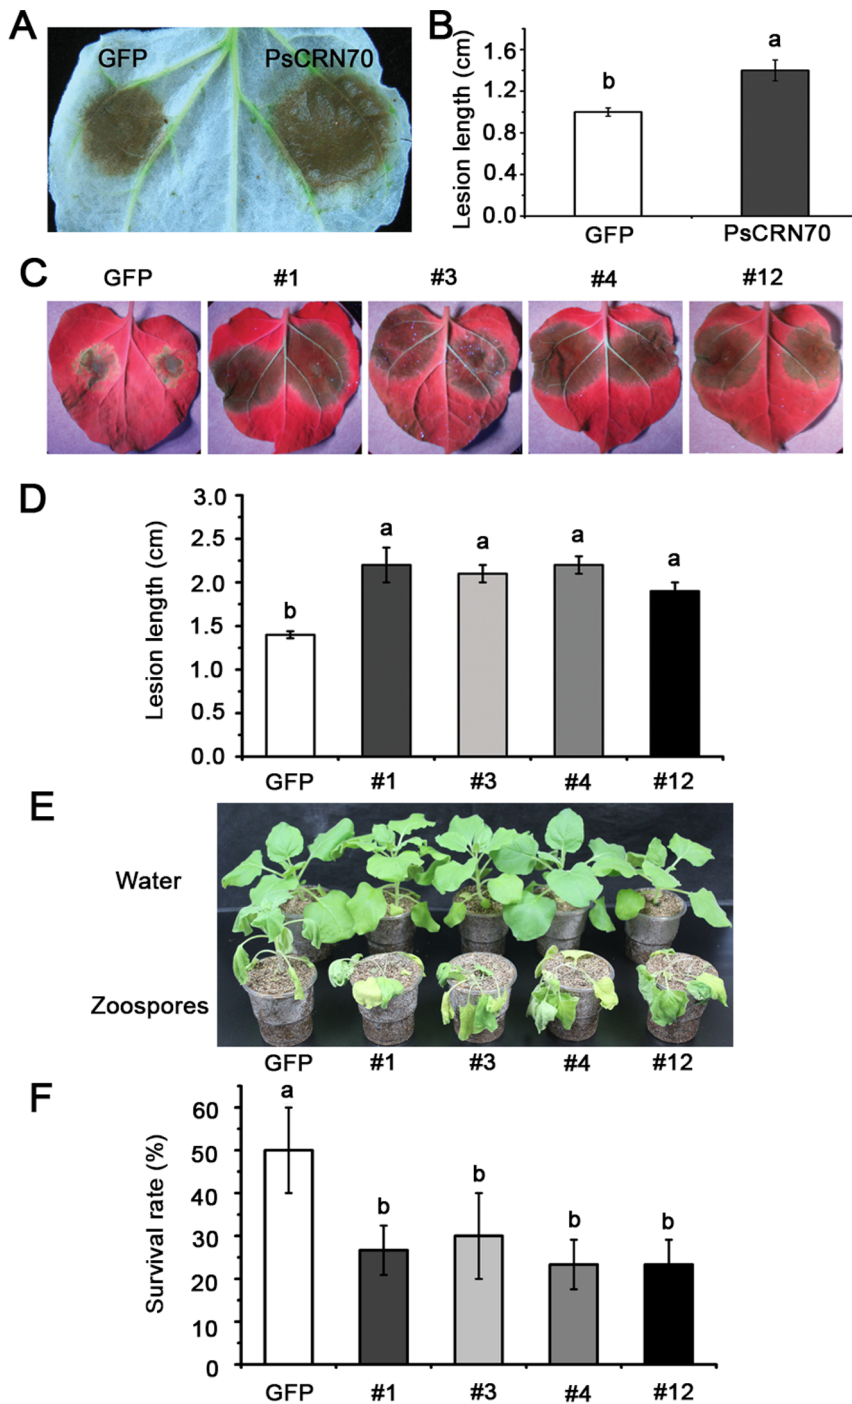 A
GFP PsCRN70
B
Lesion length (cm)
1.6
1.2
0.8
0.4
0.0
b
a
GFP PsCRN70
C
GFP #1 #3 #4 #12
D
Lesion length (cm)
3.0
2.5
2.0
1.5
1.0
0.5
0.0
b a a a a
GFP #1 #3 #4 #12
E
Water
Zoospores
GFP #1 #3 #4 #12
F
Survival rate (%)
60
50
40
30
20
10
0
a b b b b
GFP #1 #3 #4 #12